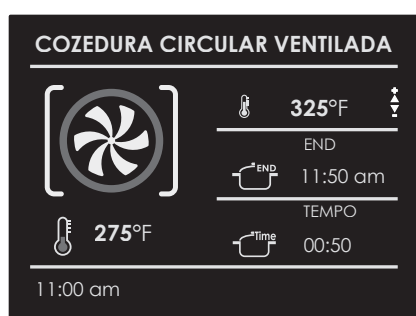 COZEDURA CIRCULAR VENTILADA
325°F
END
END
11:50 am
275°F
TEMPO
Time
00:50
11:00 am